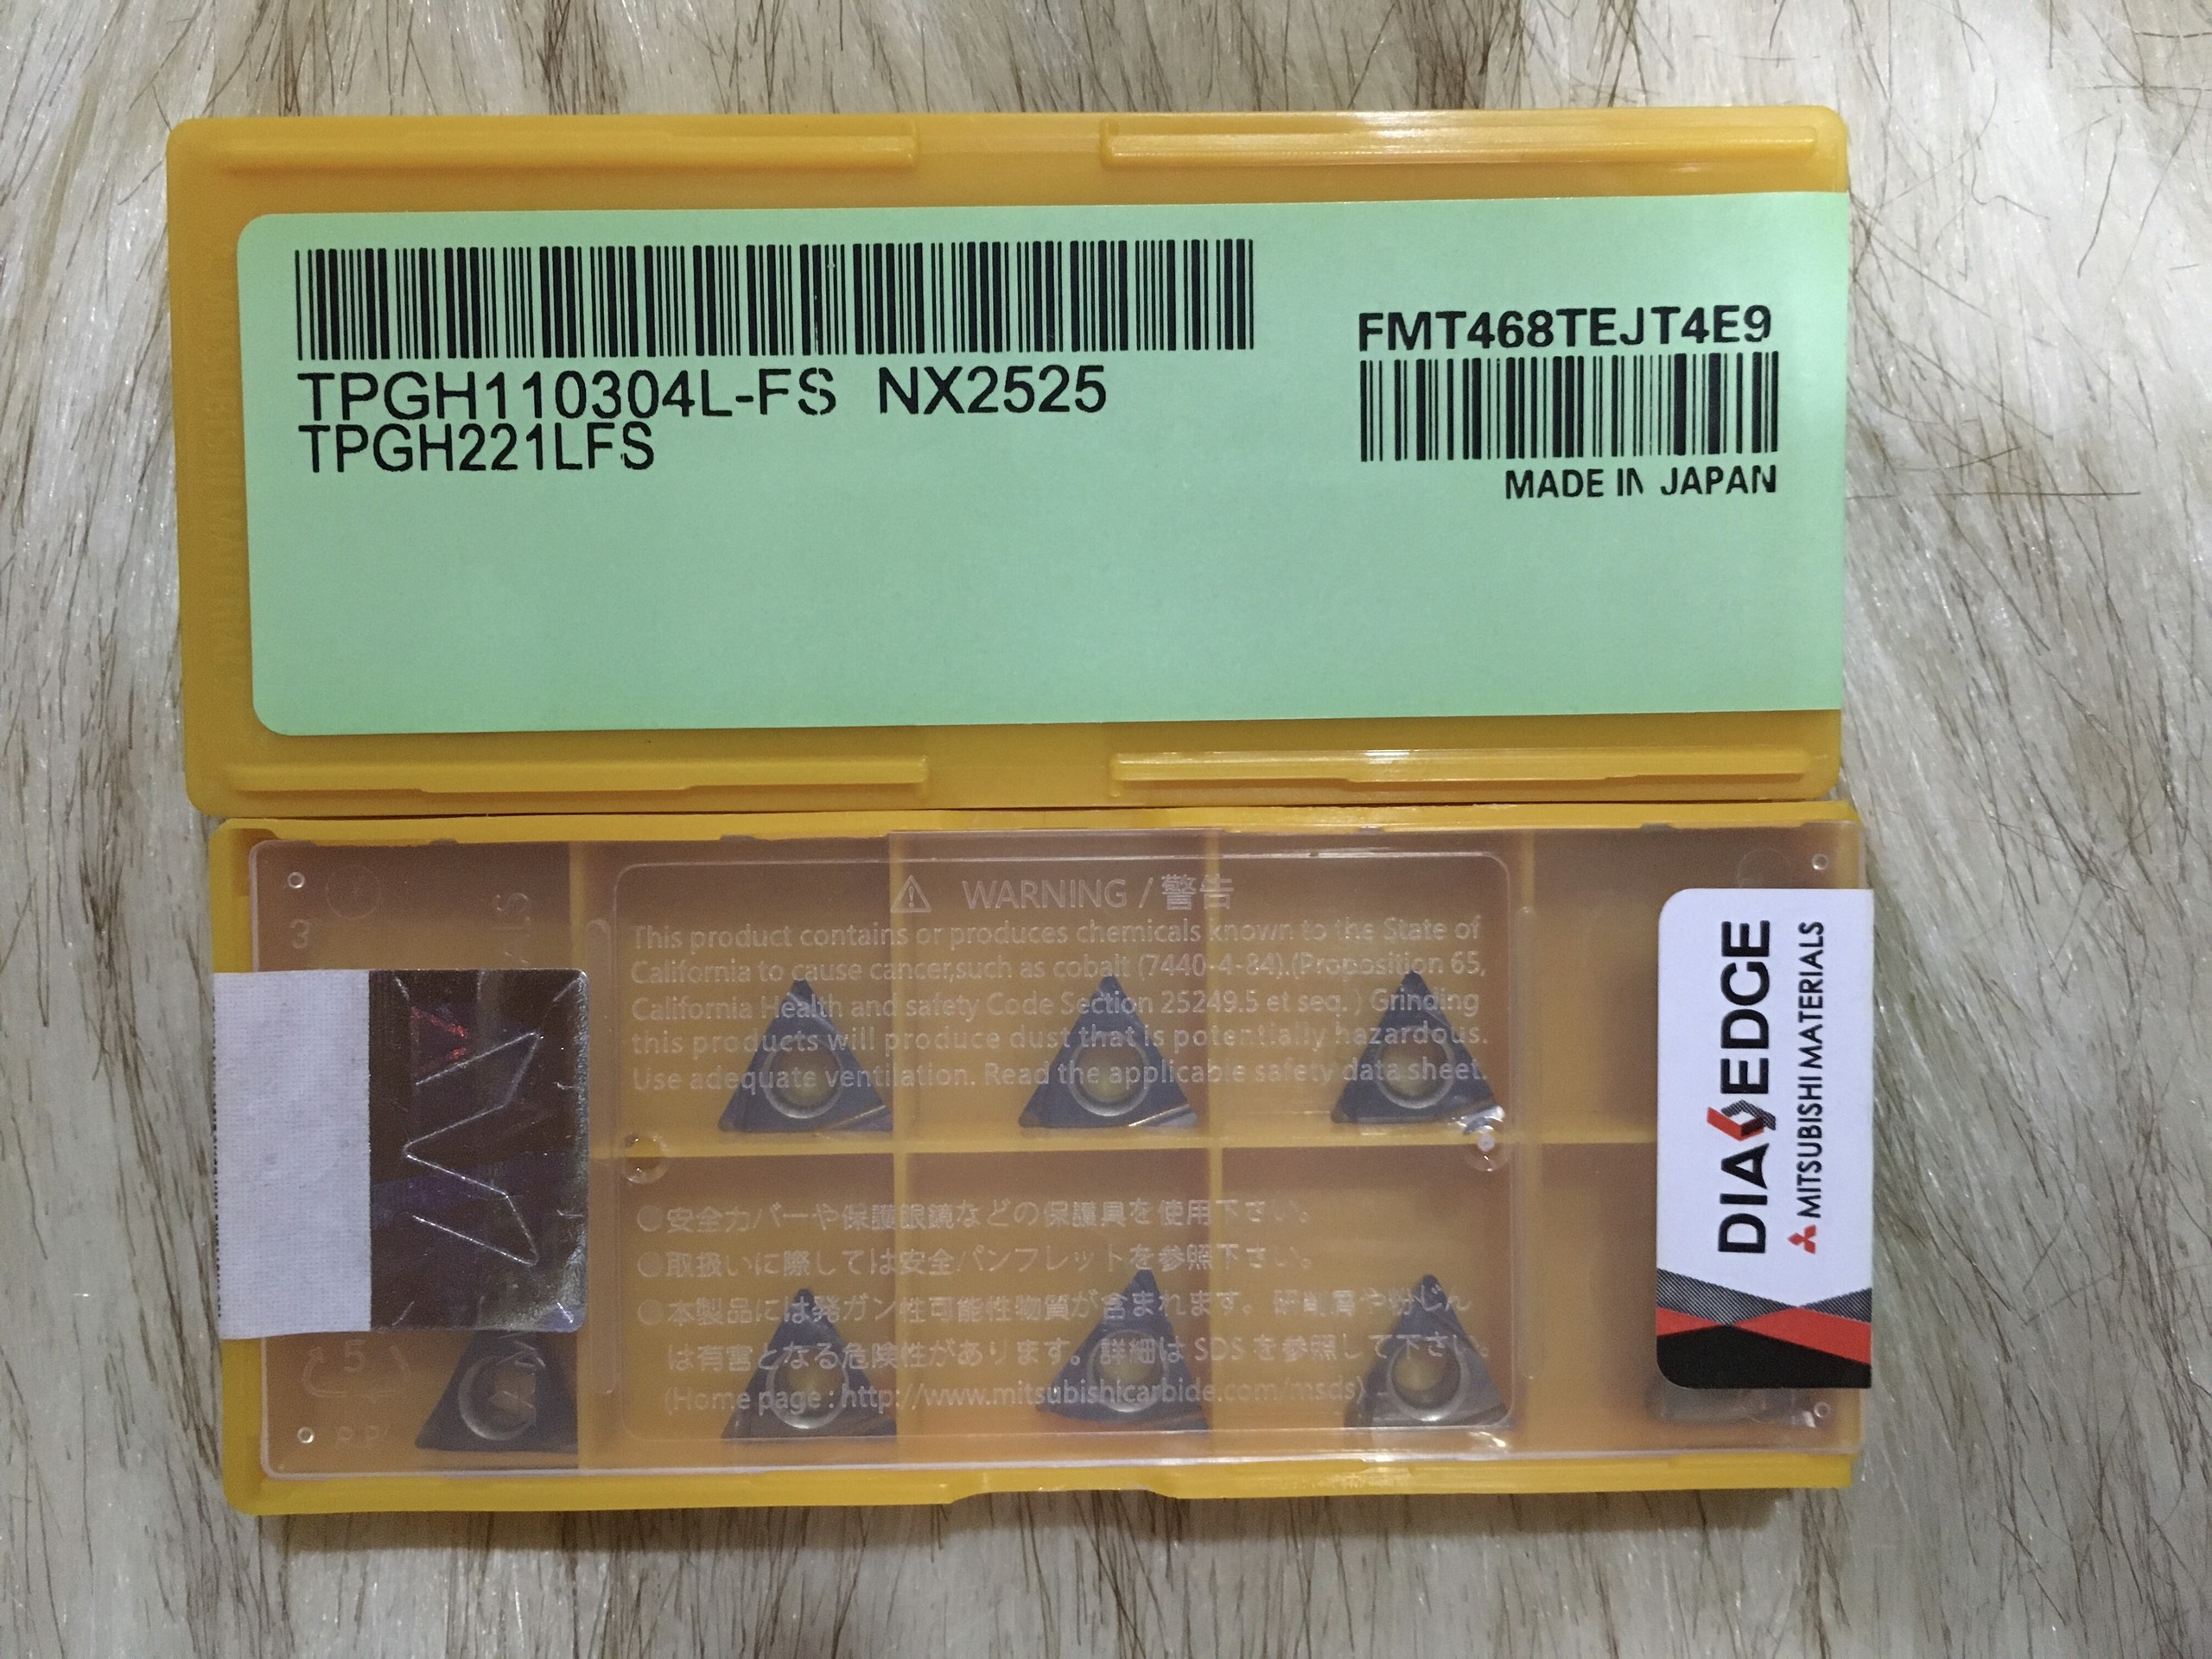 TPGH110304L-FS NX2525
TPGH221LFS
FMT468TEJT4E9
MADE IN JAPAN
3
⚠ WARNING / 警告
This product contains or produces chemicals known to the State of
California to cause cancer,such as cobalt (7440-4-84).(Proposition 65,
California Health and safety Code Section 25249.5 et seq. ) Grinding
this products will produce dust that is potentially hazardous.
Use adequate ventilation. Read the applicable safety data sheet.
●安全カバーや保護眼鏡などの保護具を使用下さい。
●取扱いに際しては安全パンフレットを参照下さい。
●本製品には発ガン性可能性物質が含まれます。研削屑や粉じん
は有害となる危険性があります。詳細は SDS を参照して下さい。
(Home page : http://www.mitsubishicarbide.com/msds)
5
P.P
DIAEDGE
MITSUBISHI MATERIALS